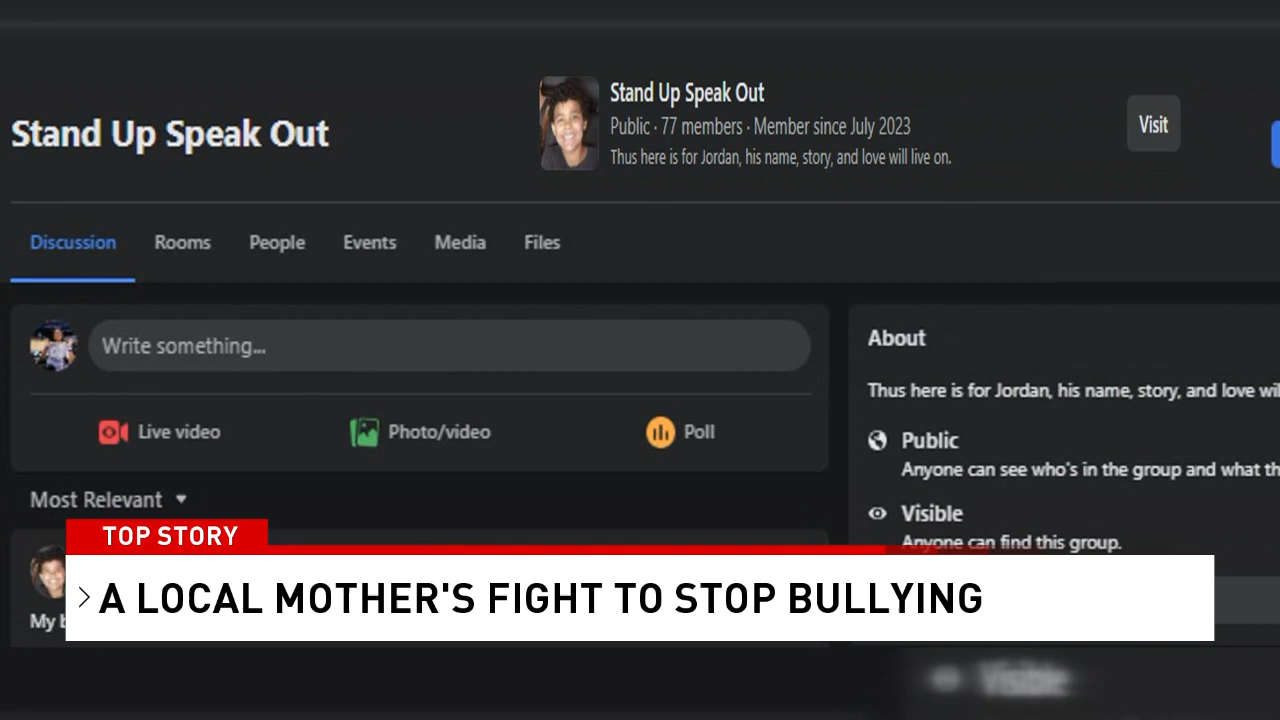 Stand Up Speak Out
Stand Up Speak Out
Public · 77 members · Member since July 2023
Thus here is for Jordan, his name, story, and love will live on.
Visit
Discussion Rooms People Events Media Files
Write something...
Live video Photo/video Poll
Most Relevant
About
Thus here is for Jordan, his name, story, and love
Public
Anyone can see who's in the group and what
Visible
Anyone can find this group.
My
TOP STORY
A LOCAL MOTHER'S FIGHT TO STOP BULLYING
Visible